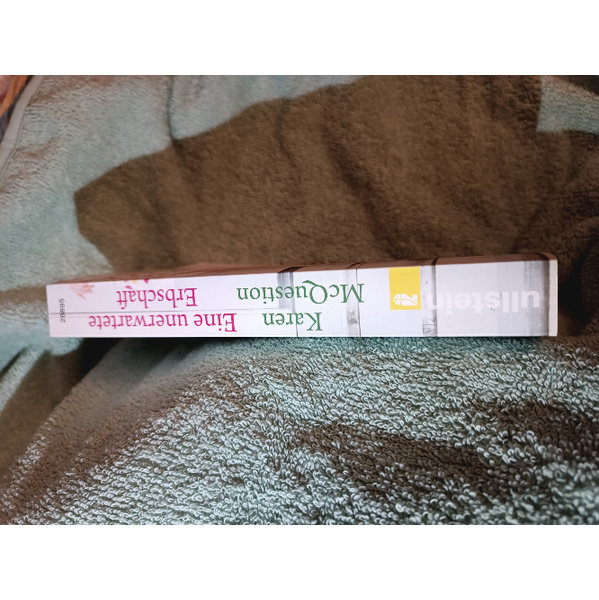 ullstein
Karen
McQuestion
Eine unerwartete
Erbschaft
28895